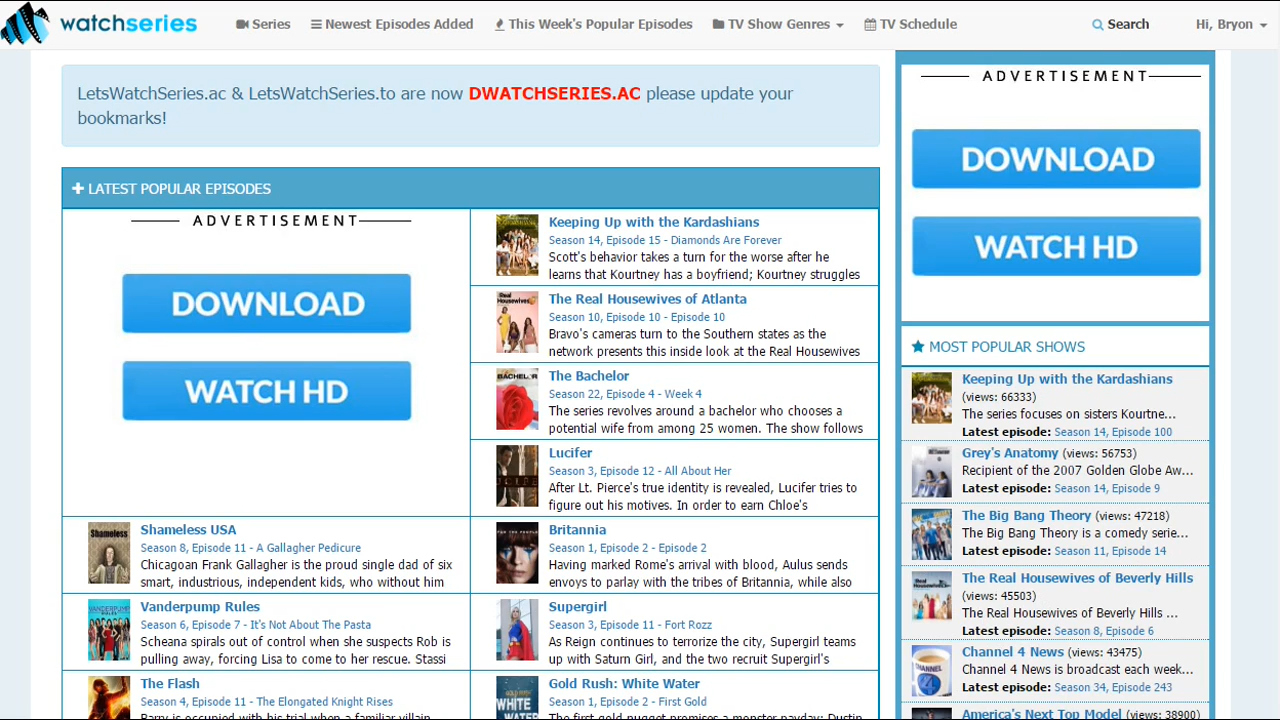 watchseries
Series
Newest Episodes Added
This Week's Popular Episodes
TV Show Genres
TV Schedule
Search
Hi, Bryon
LetsWatchSeries.ac & LetsWatchSeries.to are now DWATCHSERIES.AC please update your
bookmarks!
LATEST POPULAR EPISODES
ADVERTISEMENT
DOWNLOAD
WATCH HD
Keeping Up with the Kardashians
Season 14, Episode 15 - Diamonds Are Forever
Scott's behavior takes a turn for the worse after he
learns that Kourtney has a boyfriend; Kourtney struggles
The Real Housewives of Atlanta
Season 10, Episode 10 - Episode 10
Bravo's cameras turn to the Southern states as the
network presents this inside look at the Real Housewives
The Bachelor
Season 22, Episode 4 - Week 4
The series revolves around a bachelor who chooses a
potential wife from among 25 women. The show follows
Lucifer
Season 3, Episode 12 - All About Her
After Lt. Pierce's true identity is revealed, Lucifer tries to
figure out his motives. In order to earn Chloe's
Shameless USA
Season 8, Episode 11 - A Gallagher Pedicure
Chicagoan Frank Gallagher is the proud single dad of six
smart, industrious, independent kids, who without him
Britannia
Season 1, Episode 2 - Episode 2
Having marked Rome's arrival with blood, Aulus sends
envoys to parlay with the tribes of Britannia, while also
Vanderpump Rules
Season 6, Episode 7 - It's Not About The Pasta
Scheana spirals out of control when she suspects Rob is
pulling away, forcing Lisa to come to her rescue. Stassi
Supergirl
Season 3, Episode 11 - Fort Rozz
As Reign continues to terrorize the city, Supergirl teams
up with Saturn Girl, and the two recruit Supergirl's
The Flash
Season 4, Episode 11 - The Elongated Knight Rises
Barry is occupied with his trial when a familiar villain
Gold Rush: White Water
Season 1, Episode 2 - First Gold
The first gold nugget promises a monster payday; Dustin
ADVERTISEMENT
DOWNLOAD
WATCH HD
MOST POPULAR SHOWS
Keeping Up with the Kardashians
(views: 66333)
The series focuses on sisters Kourtne...
Latest episode: Season 14, Episode 100
Grey's Anatomy (views: 56753)
Recipient of the 2007 Golden Globe Aw...
Latest episode: Season 14, Episode 9
The Big Bang Theory (views: 47218)
The Big Bang Theory is a comedy serie...
Latest episode: Season 11, Episode 14
The Real Housewives of Beverly Hills
(views: 45503)
The Real Housewives of Beverly Hills ...
Latest episode: Season 8, Episode 6
Channel 4 News (views: 43475)
Channel 4 News is broadcast each week...
Latest episode: Season 34, Episode 243
America's Next Top Model (views: 38900)